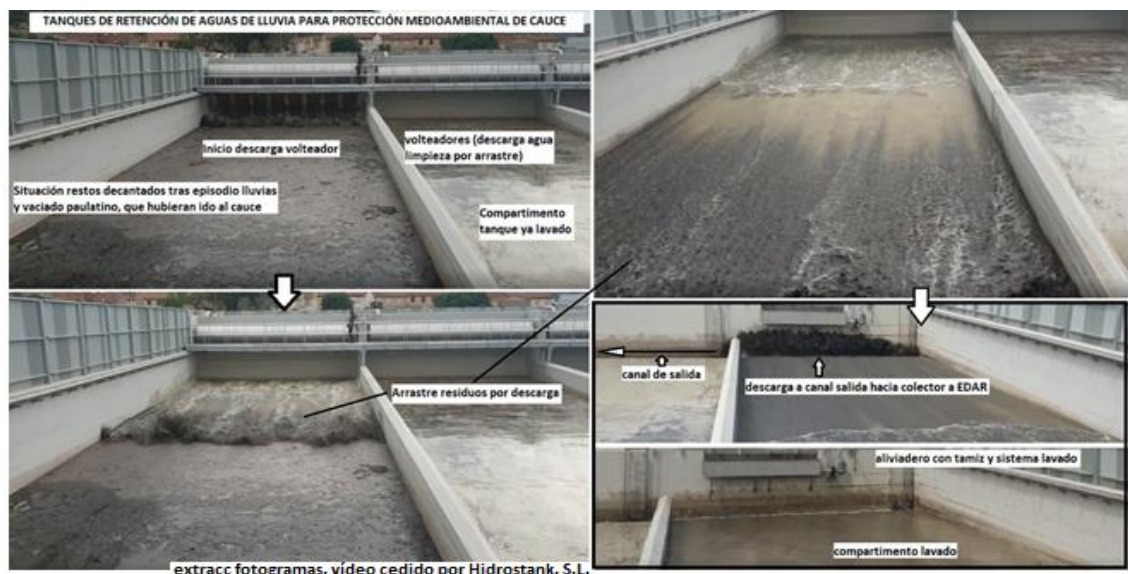 TANQUES DE RETENCIÓN DE AGUAS DE LLUVIA PARA PROTECCIÓN MEDIOAMBIENTAL DE CAUCE
Inicio descarga volteador
volteadores (descarga agua
limpieza por arrastre)
Situación restos decantados tras episodio lluvias
y vaciado paulatino, que hubieran ido al cauce
Compartimento
tanque ya lavado
Arrastre residuos por descarga
canal de salida
descarga a canal salida hacia colector a EDAR
aliviadero con tamiz y sistema lavado
compartimento lavado
extracc fotogramas, vídeo cedido por Hidrostank, S.L.